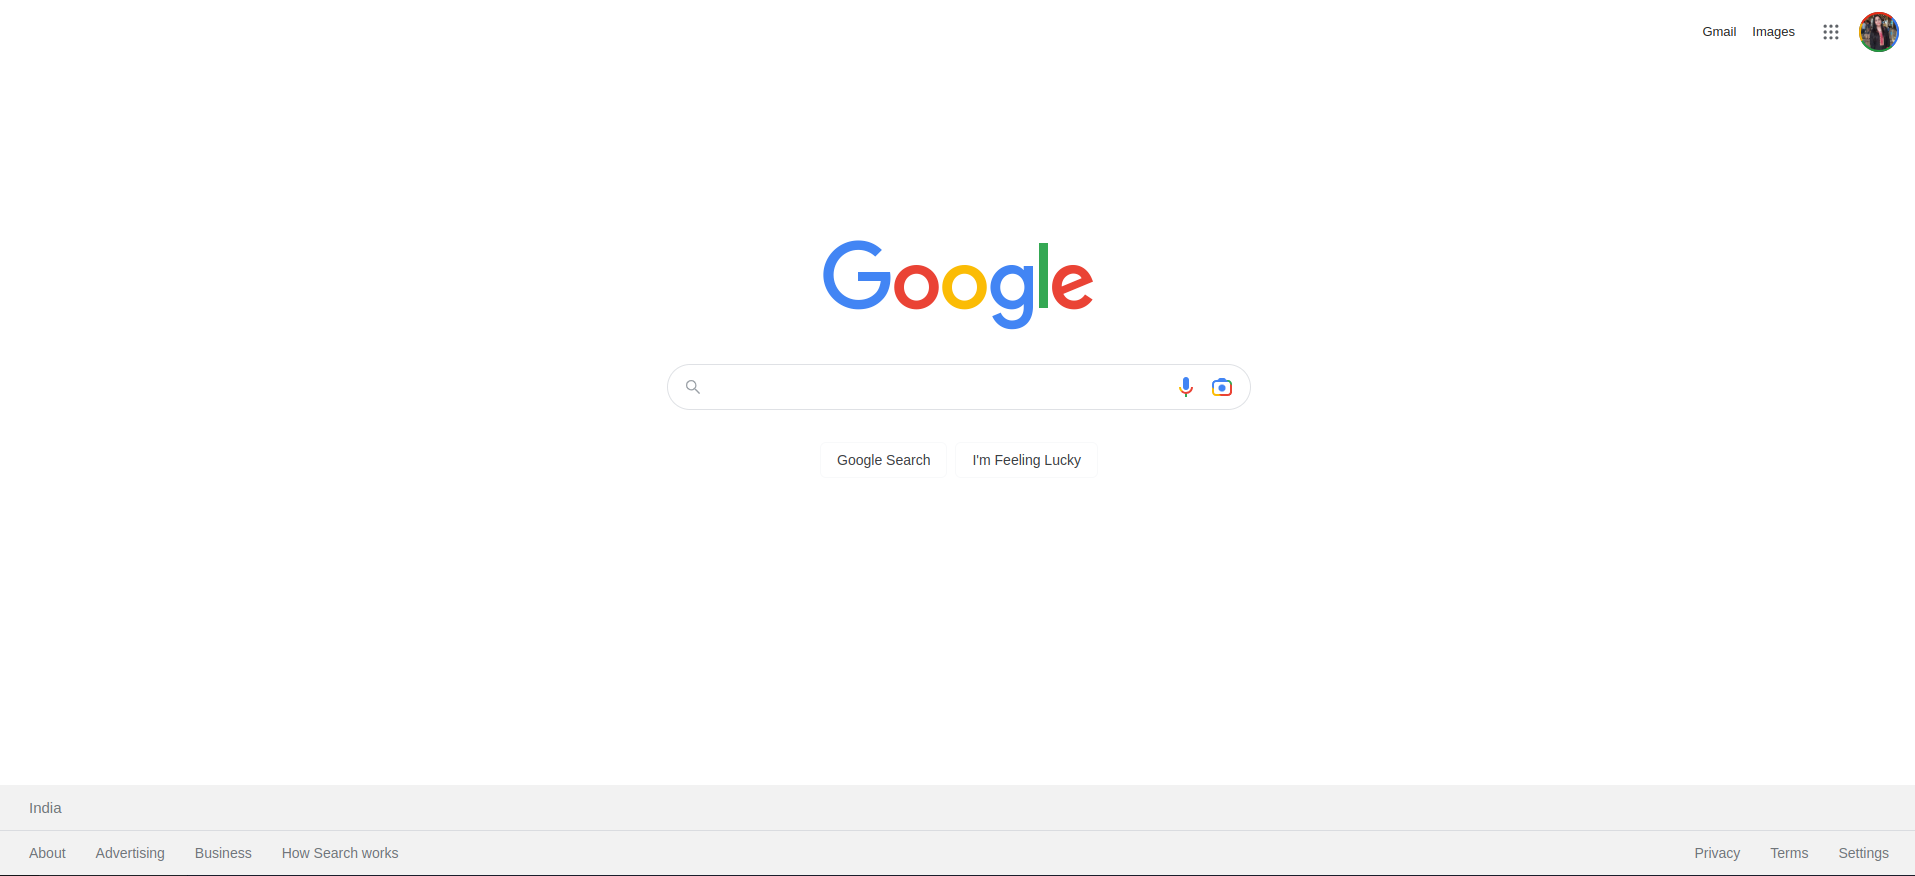 Gmail Images
Google
Google Search I'm Feeling Lucky
India
About Advertising Business How Search works Privacy Terms Settings